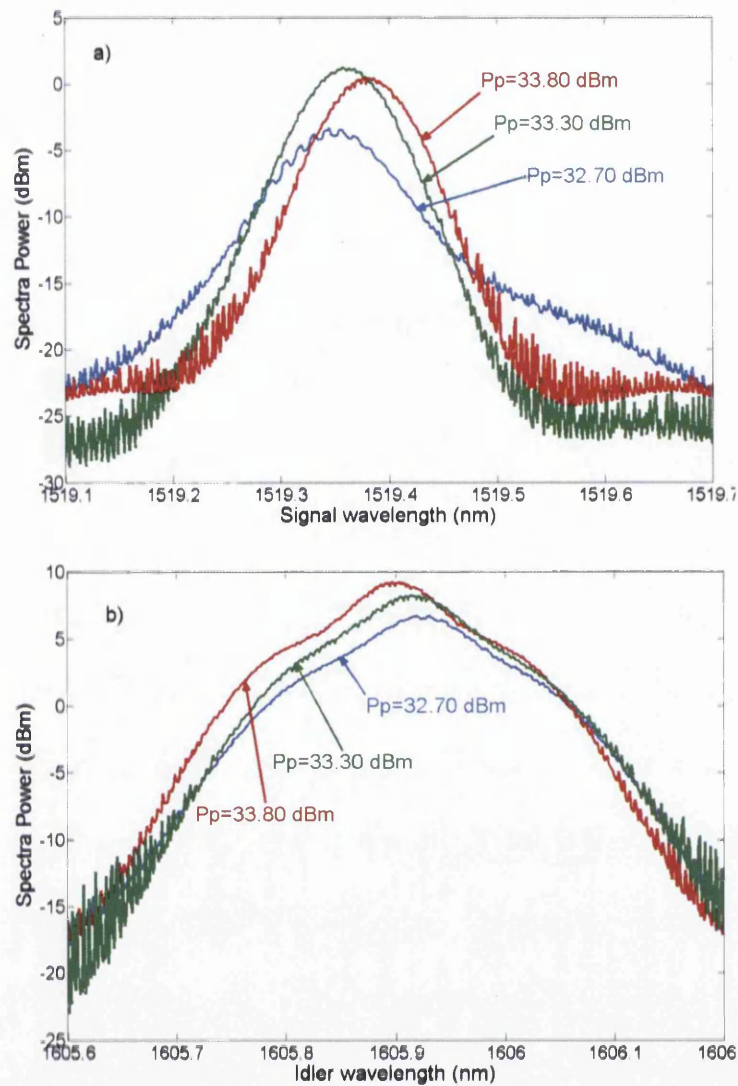 5
0
-5
-10
-15
-20
-25
-30
Spectra Power (dBm)
a)
Pp=33.80 dBm
Pp=33.30 dBm
Pp=32.70 dBm
1519.1 1519.2 1519.3 1519.4 1519.5 1519.6 1519.7
Signal wavelength (nm)
10
5
0
-5
-10
-15
-20
-25
Spectra Power (dBm)
b)
Pp=32.70 dBm
Pp=33.30 dBm
Pp=33.80 dBm
1605.6 1605.7 1605.8 1605.9 1606 1606.1 1606
Idler wavelength (nm)